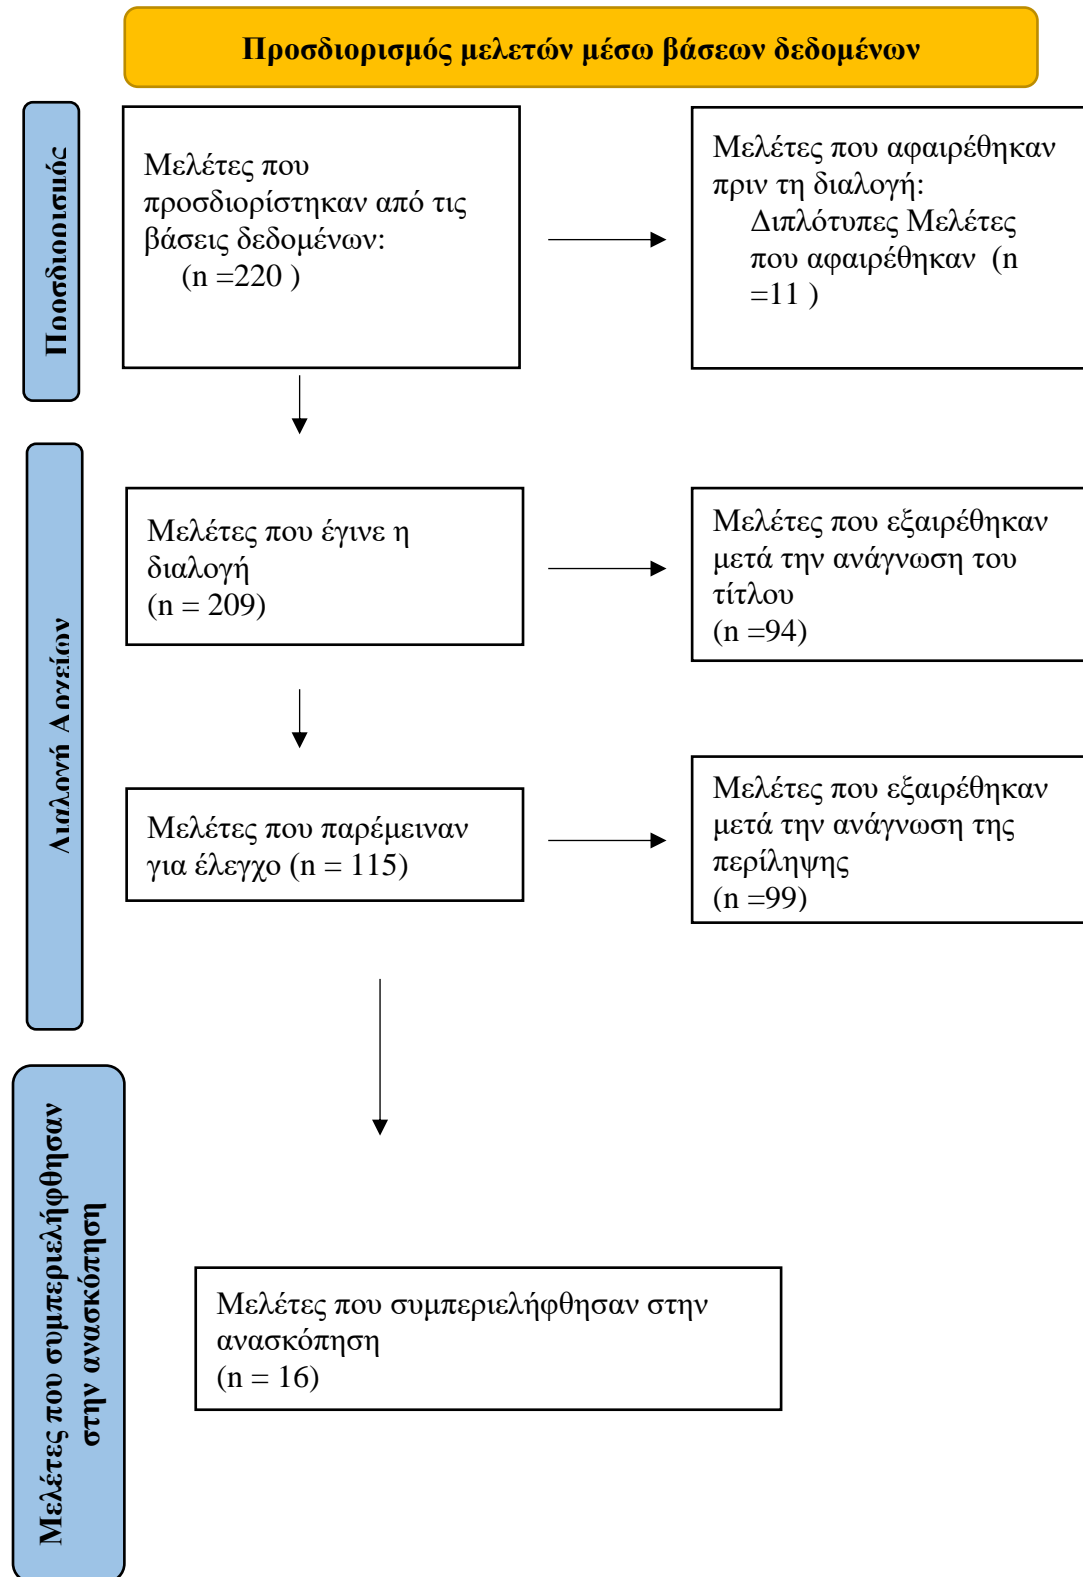 Προσδιορισμός μελετών μέσω βάσεων δεδομένων
Προσδιορισμός
Μελέτες που
προσδιορίστηκαν από τις
βάσεις δεδομένων:
(n =220 )
Μελέτες που αφαιρέθηκαν
πριν τη διαλογή:
Διπλότυπες Μελέτες
που αφαιρέθηκαν (n
=11 )
Διαλογή Αρχείων
Μελέτες που έγινε η
διαλογή
(n = 209)
Μελέτες που εξαιρέθηκαν
μετά την ανάγνωση του
τίτλου
(n =94)
Μελέτες που παρέμειναν
για έλεγχο (n = 115)
Μελέτες που εξαιρέθηκαν
μετά την ανάγνωση της
περίληψης
(n =99)
Μελέτες που συμπεριελήφθησαν
στην ανασκόπηση
Μελέτες που συμπεριελήφθησαν στην
ανασκόπηση
(n = 16)